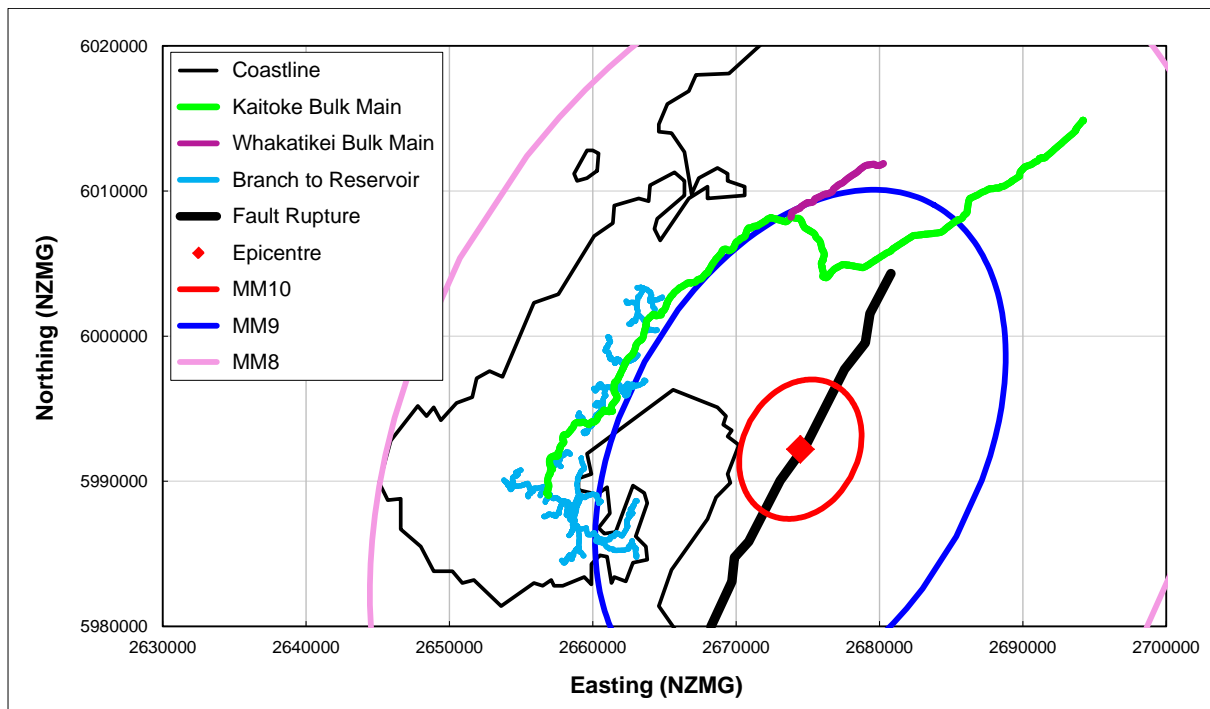 6020000
6010000
6000000
5990000
5980000
Northing (NZMG)
Coastline
Kaitoke Bulk Main
Whakatikei Bulk Main
Branch to Reservoir
Fault Rupture
Epicentre
MM10
MM9
MM8
2630000 2640000 2650000 2660000 2670000 2680000 2690000 2700000
Easting (NZMG)